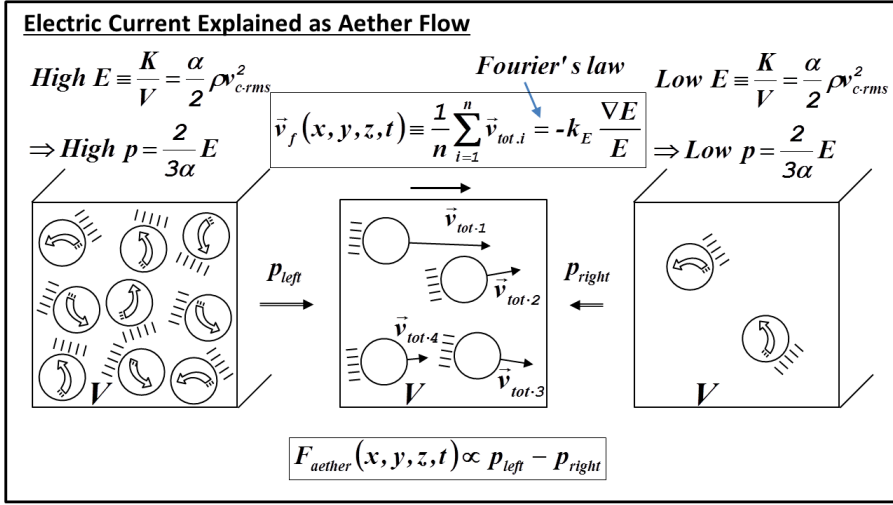 Electric Current Explained as Aether Flow
High E ≡ K/V = α/2 ρv²c·rms
⇒ High p = 2/3α E
Fourier's law
v⃗f(x,y,z,t) ≡ 1/n Σⁿi=1 v⃗tot.i = -kE ∇E/E
Low E ≡ K/V = α/2 ρv²c·rms
⇒ Low p = 2/3α E
V
pleft
v⃗tot·1
v⃗tot·2
v⃗tot·4
v⃗tot·3
V
pright
V
Faether(x,y,z,t) ∝ pleft − pright